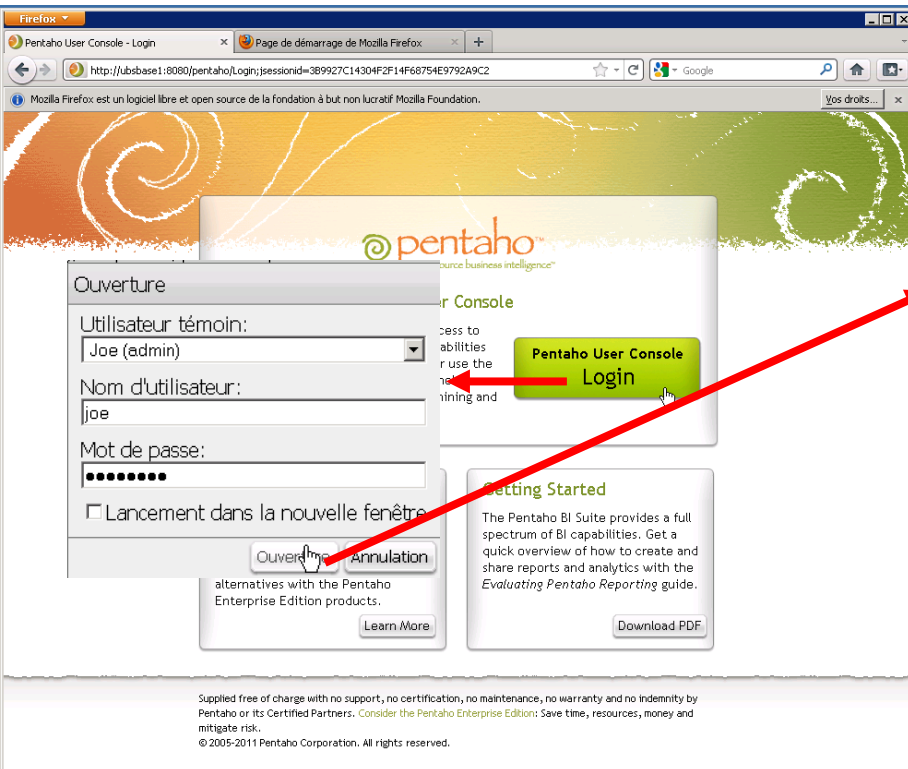 Firefox
Pentaho User Console - Login
Page de démarrage de Mozilla Firefox
http://ubsbase1:8080/pentaho/Login;jsessionid=3B9927C14304F2F14F68754E9792A9C2
Google
Mozilla Firefox est un logiciel libre et open source de la fondation à but non lucratif Mozilla Foundation.
Vos droits...
pentaho™
source business intelligence™
Ouverture
Utilisateur témoin:
Joe (admin)
Nom d'utilisateur:
joe
Mot de passe:
Lancement dans la nouvelle fenêtre
Annulation
Console
use the
ining and
Pentaho User Console
Login
alternatives with the Pentaho
Enterprise Edition products.
Learn More
Getting Started
The Pentaho BI Suite provides a full
spectrum of BI capabilities. Get a
quick overview of how to create and
share reports and analytics with the
Evaluating Pentaho Reporting guide.
Download PDF
Supplied free of charge with no support, no certification, no maintenance, no warranty and no indemnity by
Pentaho or its Certified Partners. Consider the Pentaho Enterprise Edition: Save time, resources, money and
mitigate risk.
© 2005-2011 Pentaho Corporation. All rights reserved.